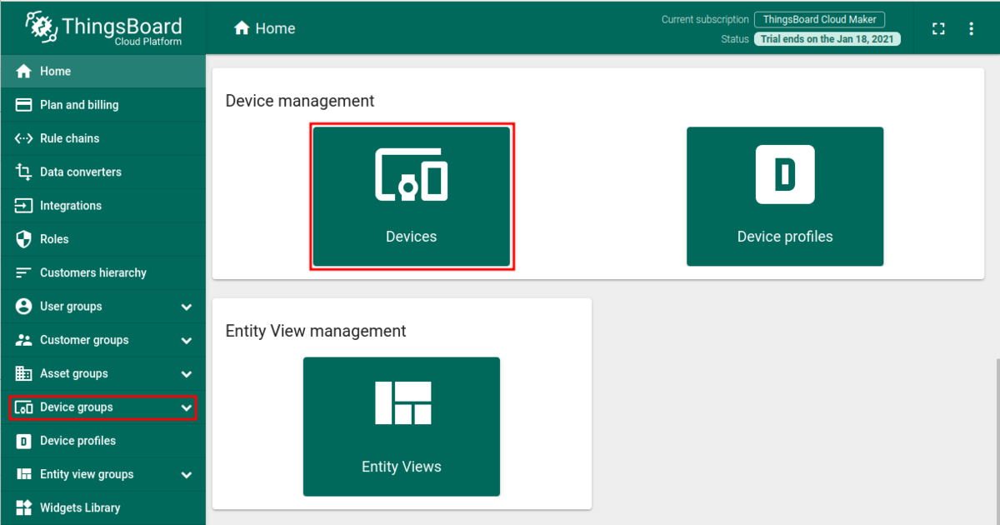 ThingsBoard
Cloud Platform
Home
Current subscription ThingsBoard Cloud Maker
Status Trial ends on the Jan 18, 2021
Home
Plan and billing
Rule chains
Data converters
Integrations
Roles
Customers hierarchy
User groups
Customer groups
Asset groups
Device groups
D Device profiles
Entity view groups
Widgets Library
Device management
Devices
D
Device profiles
Entity View management
Entity Views